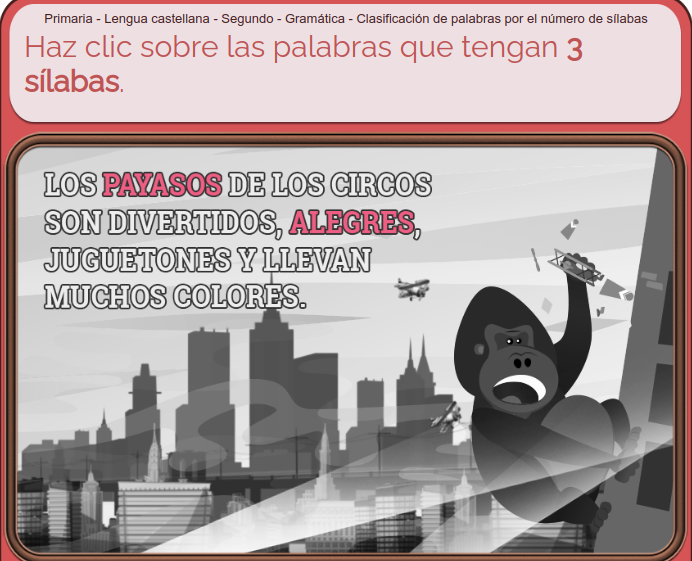 Primaria - Lengua castellana - Segundo - Gramática - Clasificación de palabras por el número de sílabas
Haz clic sobre las palabras que tengan 3
sílabas.
LOS PAYASOS DE LOS CIRCOS
SON DIVERTIDOS, ALEGRES,
JUGUETONES Y LLEVAN
MUCHOS COLORES.